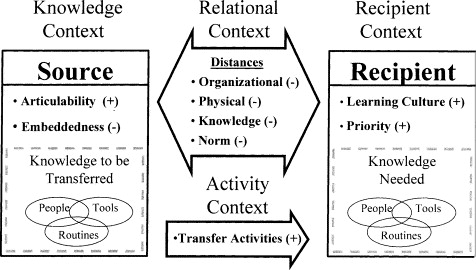 Knowledge
Context
Source
• Articulability (+)
• Embeddedness (-)
Knowledge to be
Transferred
People
Tools
Routines
Relational
Context
Distances
• Organizational (-)
• Physical (-)
• Knowledge (-)
• Norm (-)
Activity
Context
•Transfer Activities (+)
Recipient
Context
Recipient
• Learning Culture (+)
• Priority (+)
Knowledge
Needed
People
Tools
Routines